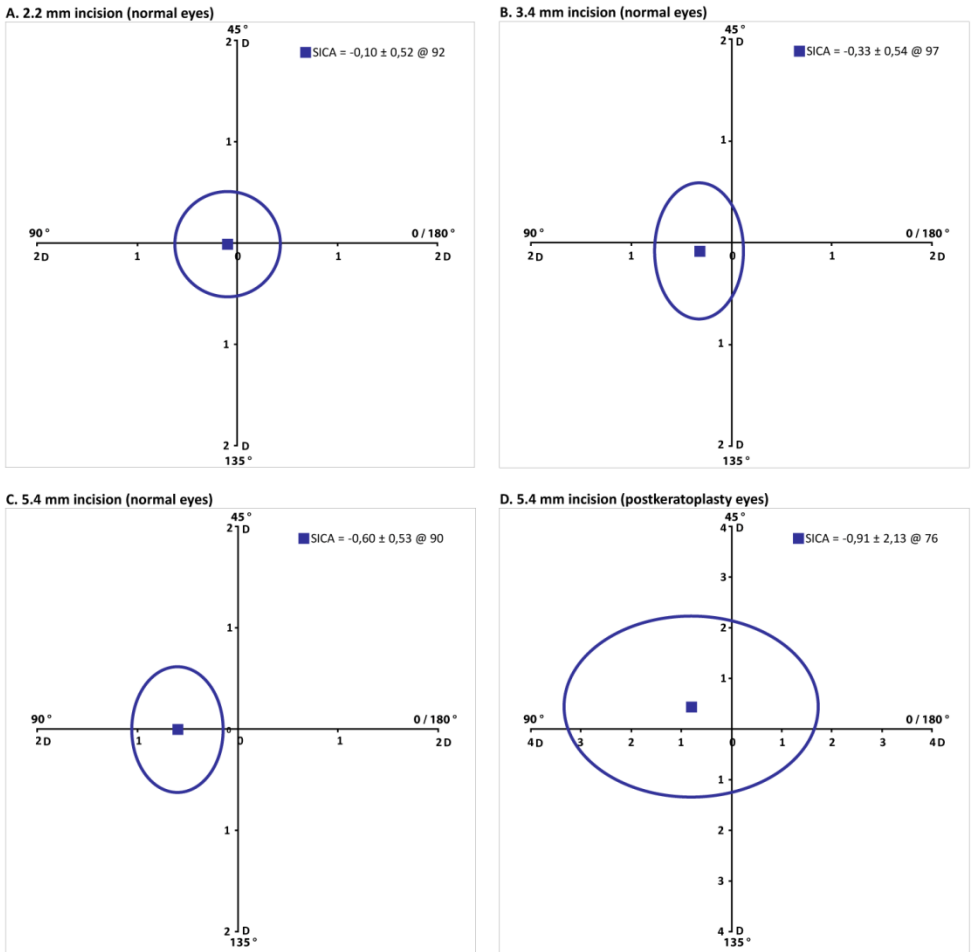 A. 2.2 mm incision (normal eyes)
45°
2 D
SICA = -0,10 ± 0,52 @ 92
1
90°
0 / 180°
2 D
1
0
1
2 D
1
2 D
135°
B. 3.4 mm incision (normal eyes)
45°
2 D
SICA = -0,33 ± 0,54 @ 97
1
90°
0 / 180°
2 D
1
0
1
2 D
1
2 D
135°
C. 5.4 mm incision (normal eyes)
45°
2 D
SICA = -0,60 ± 0,53 @ 90
1
90°
0
0 / 180°
2 D
1
0
1
2 D
1
2 D
135°
D. 5.4 mm incision (postkeratoplasty eyes)
45°
4 D
SICA = -0,91 ± 2,13 @ 76
3
2
1
90°
0 / 180°
4 D
3
2
1
0
1
2
3
4 D
1
2
3
4 D
135°